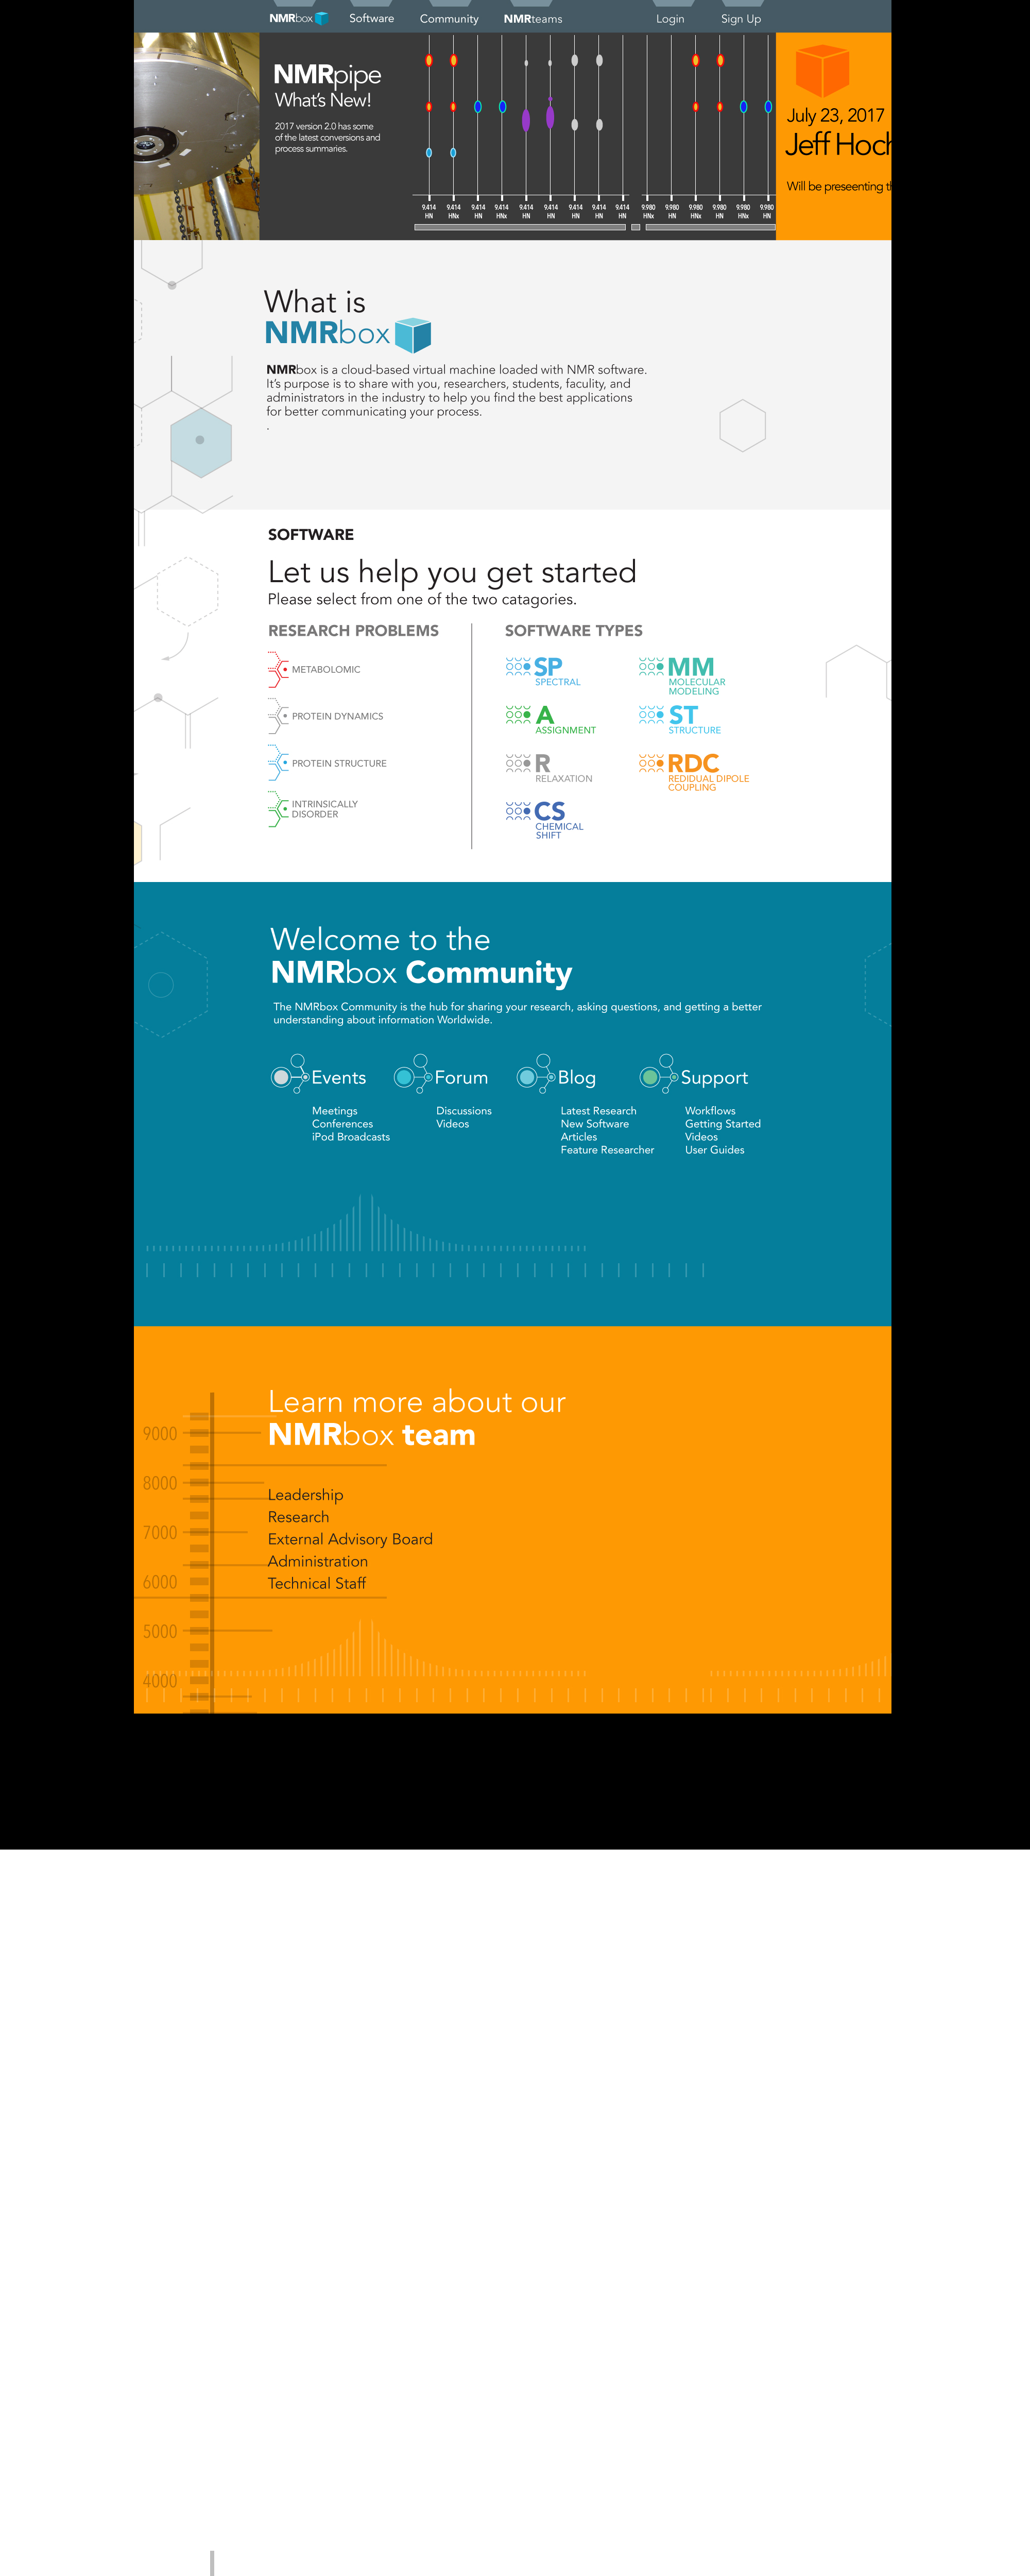 NMRbox
Software
Community
NMRteams
Login
Sign Up
NMRpipe
What's New!
2017 version 2.0 has some
of the latest conversions and
process summaries.
9.414 9.414 9.414 9.414 9.414 9.414 9.414 9.414 9.414 9.980 9.980 9.980 9.980 9.980 9.980
HN HNx HN HNx HN HN HN HN HN HNx HN HNx HN HNx HN
July 23, 2017
Jeff Hoch
Will be preseenting th
What is
NMRbox
NMRbox is a cloud-based virtual machine loaded with NMR software.
It's purpose is to share with you, researchers, students, faculty, and
administrators in the industry to help you find the best applications
for better communicating your process.
.
SOFTWARE
Let us help you get started
Please select from one of the two catagories.
RESEARCH PROBLEMS
METABOLOMIC
PROTEIN DYNAMICS
PROTEIN STRUCTURE
INTRINSICALLY
DISORDER
SOFTWARE TYPES
SP
SPECTRAL
A
ASSIGNMENT
R
RELAXATION
CS
CHEMICAL
SHIFT
MM
MOLECULAR
MODELING
ST
STRUCTURE
RDC
REDIDUAL DIPOLE
COUPLING
Welcome to the
NMRbox Community
The NMRbox Community is the hub for sharing your research, asking questions, and getting a better
understanding about information Worldwide.
Events
Meetings
Conferences
iPod Broadcasts
Forum
Discussions
Videos
Blog
Latest Research
New Software
Articles
Feature Researcher
Support
Workflows
Getting Started
Videos
User Guides
Learn more about our
NMRbox team
Leadership
Research
External Advisory Board
Administration
Technical Staff
9000
8000
7000
6000
5000
4000